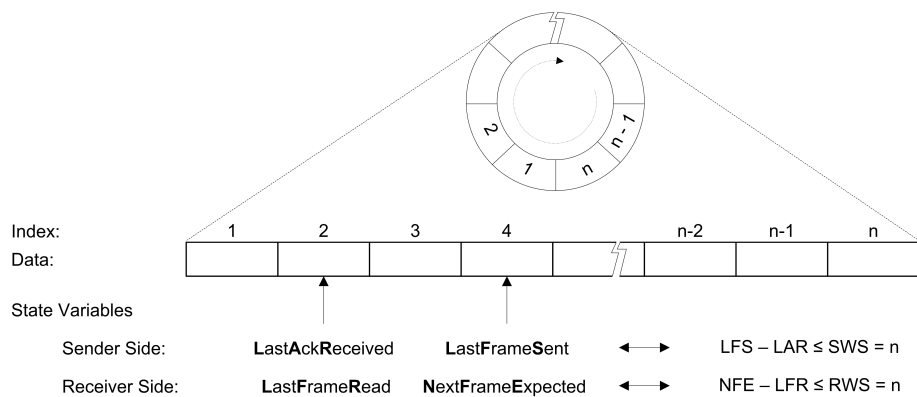 2
1
n
n - 1
Index: 1 2 3 4 n-2 n-1 n
Data:
State Variables
Sender Side: LastAckReceived LastFrameSent LFS – LAR ≤ SWS = n
Receiver Side: LastFrameRead NextFrameExpected NFE – LFR ≤ RWS = n